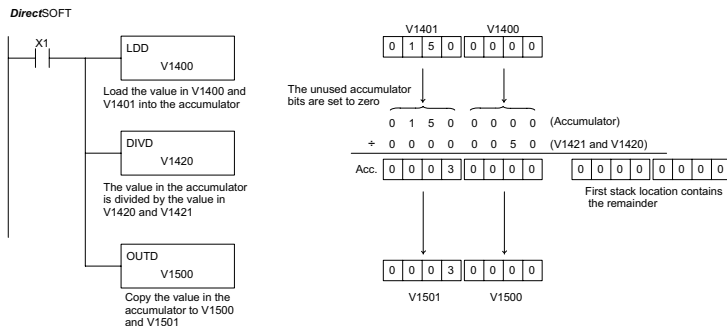 DirectSOFT
X1
LDD
V1400
Load the value in V1400 and
V1401 into the accumulator
DIVD
V1420
The value in the accumulator
is divided by the value in
V1420 and V1421
OUTD
V1500
Copy the value in the
accumulator to V1500
and V1501
V1401 V1400
0 1 5 0 0 0 0 0
The unused accumulator
bits are set to zero
0 1 5 0 0 0 0 0 (Accumulator)
÷ 0 0 0 0 0 0 5 0 (V1421 and V1420)
Acc. 0 0 0 3 0 0 0 0 0 0 0 0 0 0 0 0
First stack location contains
the remainder
0 0 0 3 0 0 0 0
V1501 V1500